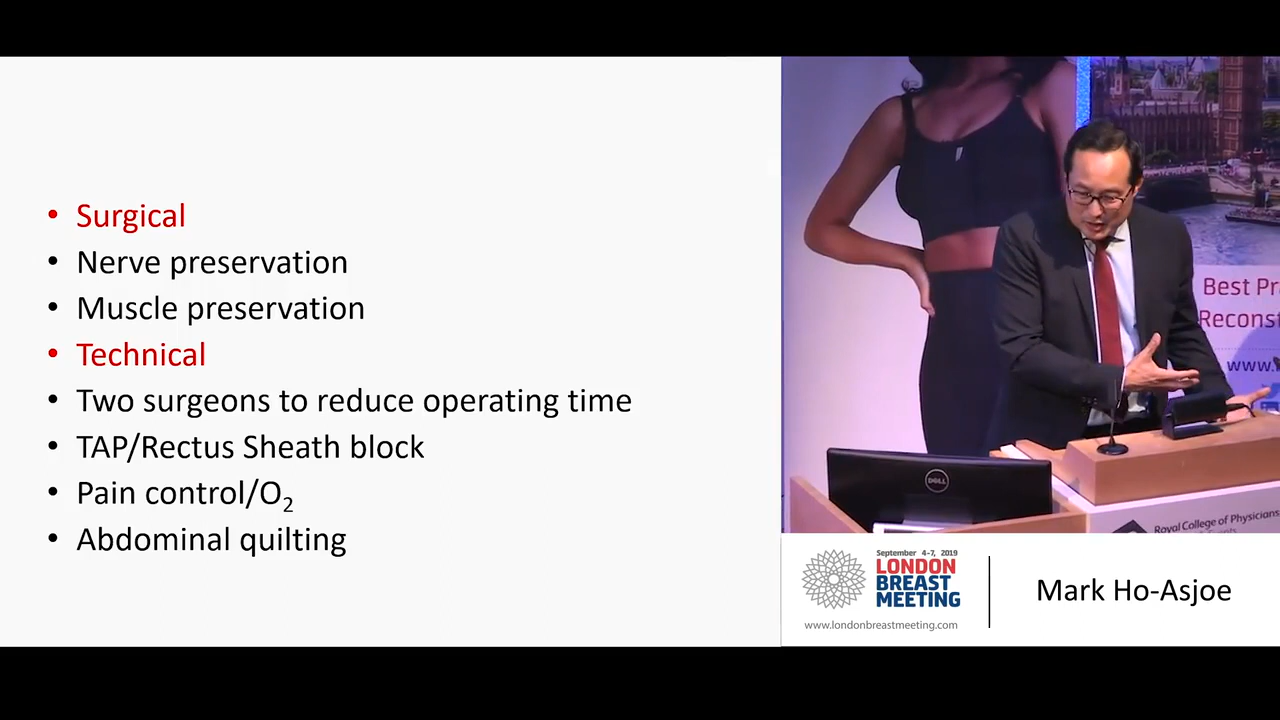 • Surgical
• Nerve preservation
• Muscle preservation
• Technical
• Two surgeons to reduce operating time
• TAP/Rectus Sheath block
• Pain control/O₂
• Abdominal quilting
Best Pr
Reconst
www.
DELL
Royal College of Physicians
September 4-7, 2019
LONDON
BREAST
MEETING
www.londonbreastmeeting.com
Mark Ho-Asjoe